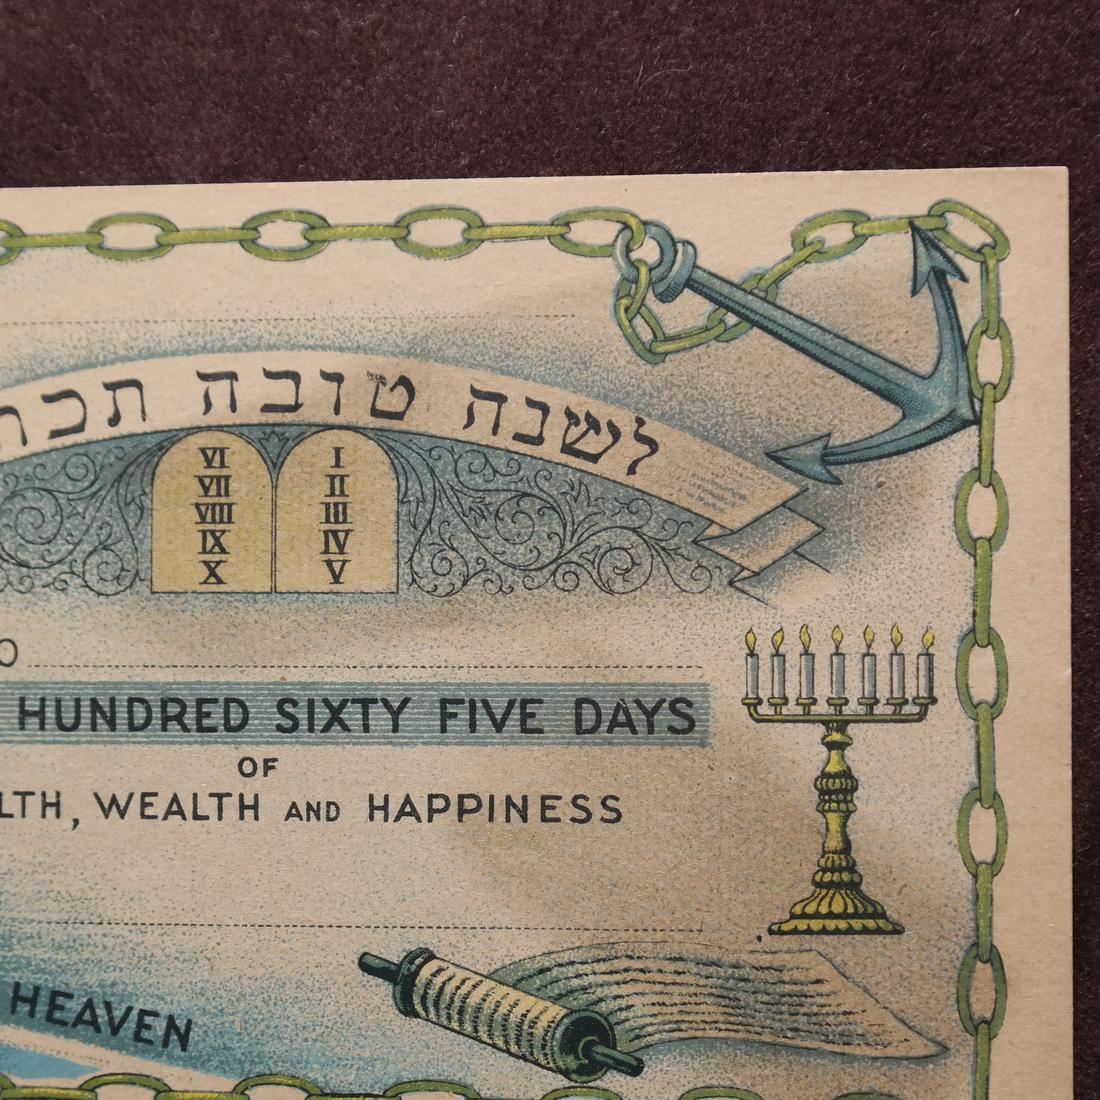 לשנה טובה תכת
I
II
III
IV
V
VI
VII
VIII
IX
X
O
HUNDRED SIXTY FIVE DAYS
OF
LTH, WEALTH AND HAPPINESS
HEAVEN